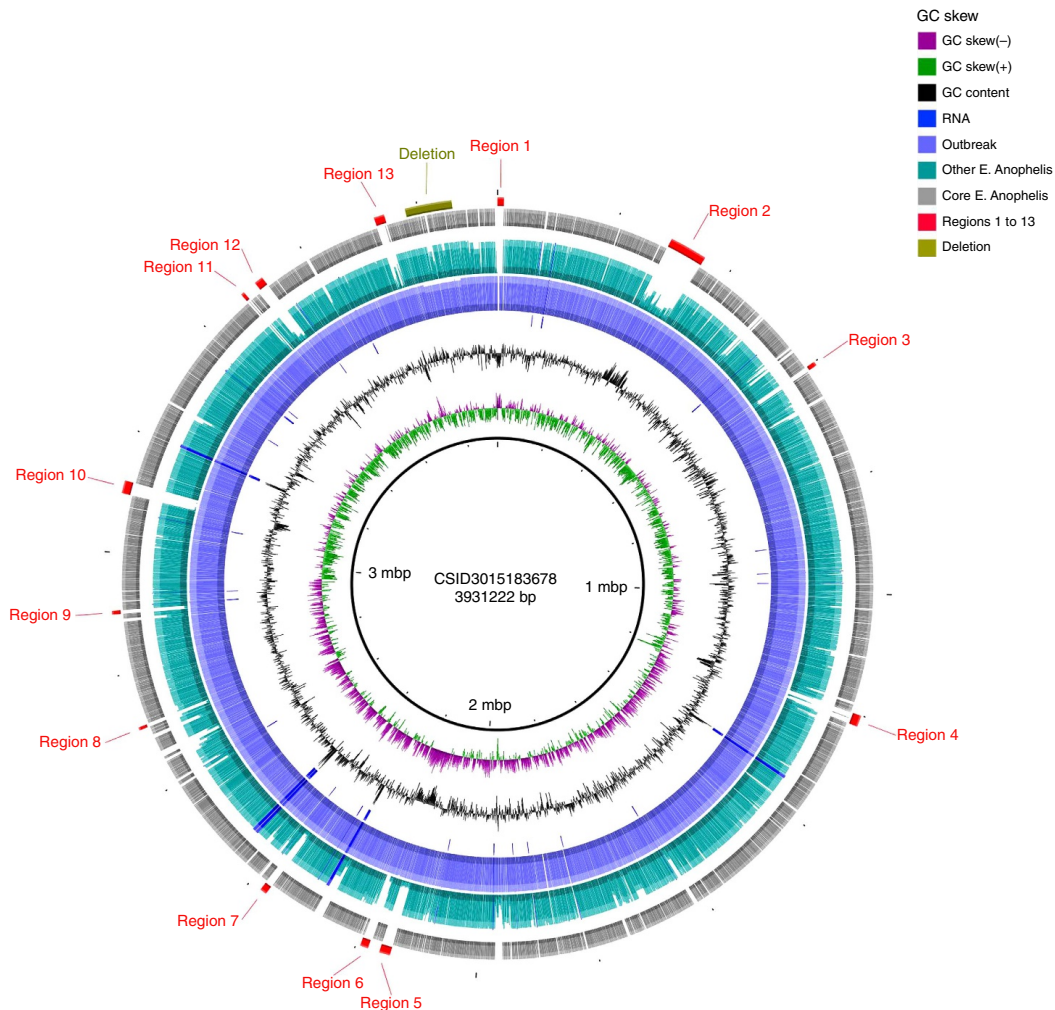 GC skew
GC skew(–)
GC skew(+)
GC content
RNA
Outbreak
Other E. Anophelis
Core E. Anophelis
Regions 1 to 13
Deletion
Region 1
Deletion
Region 13
Region 2
Region 12
Region 11
Region 3
Region 10
3 mbp
CSID3015183678
3931222 bp
1 mbp
Region 9
2 mbp
Region 4
Region 8
Region 7
Region 6
Region 5